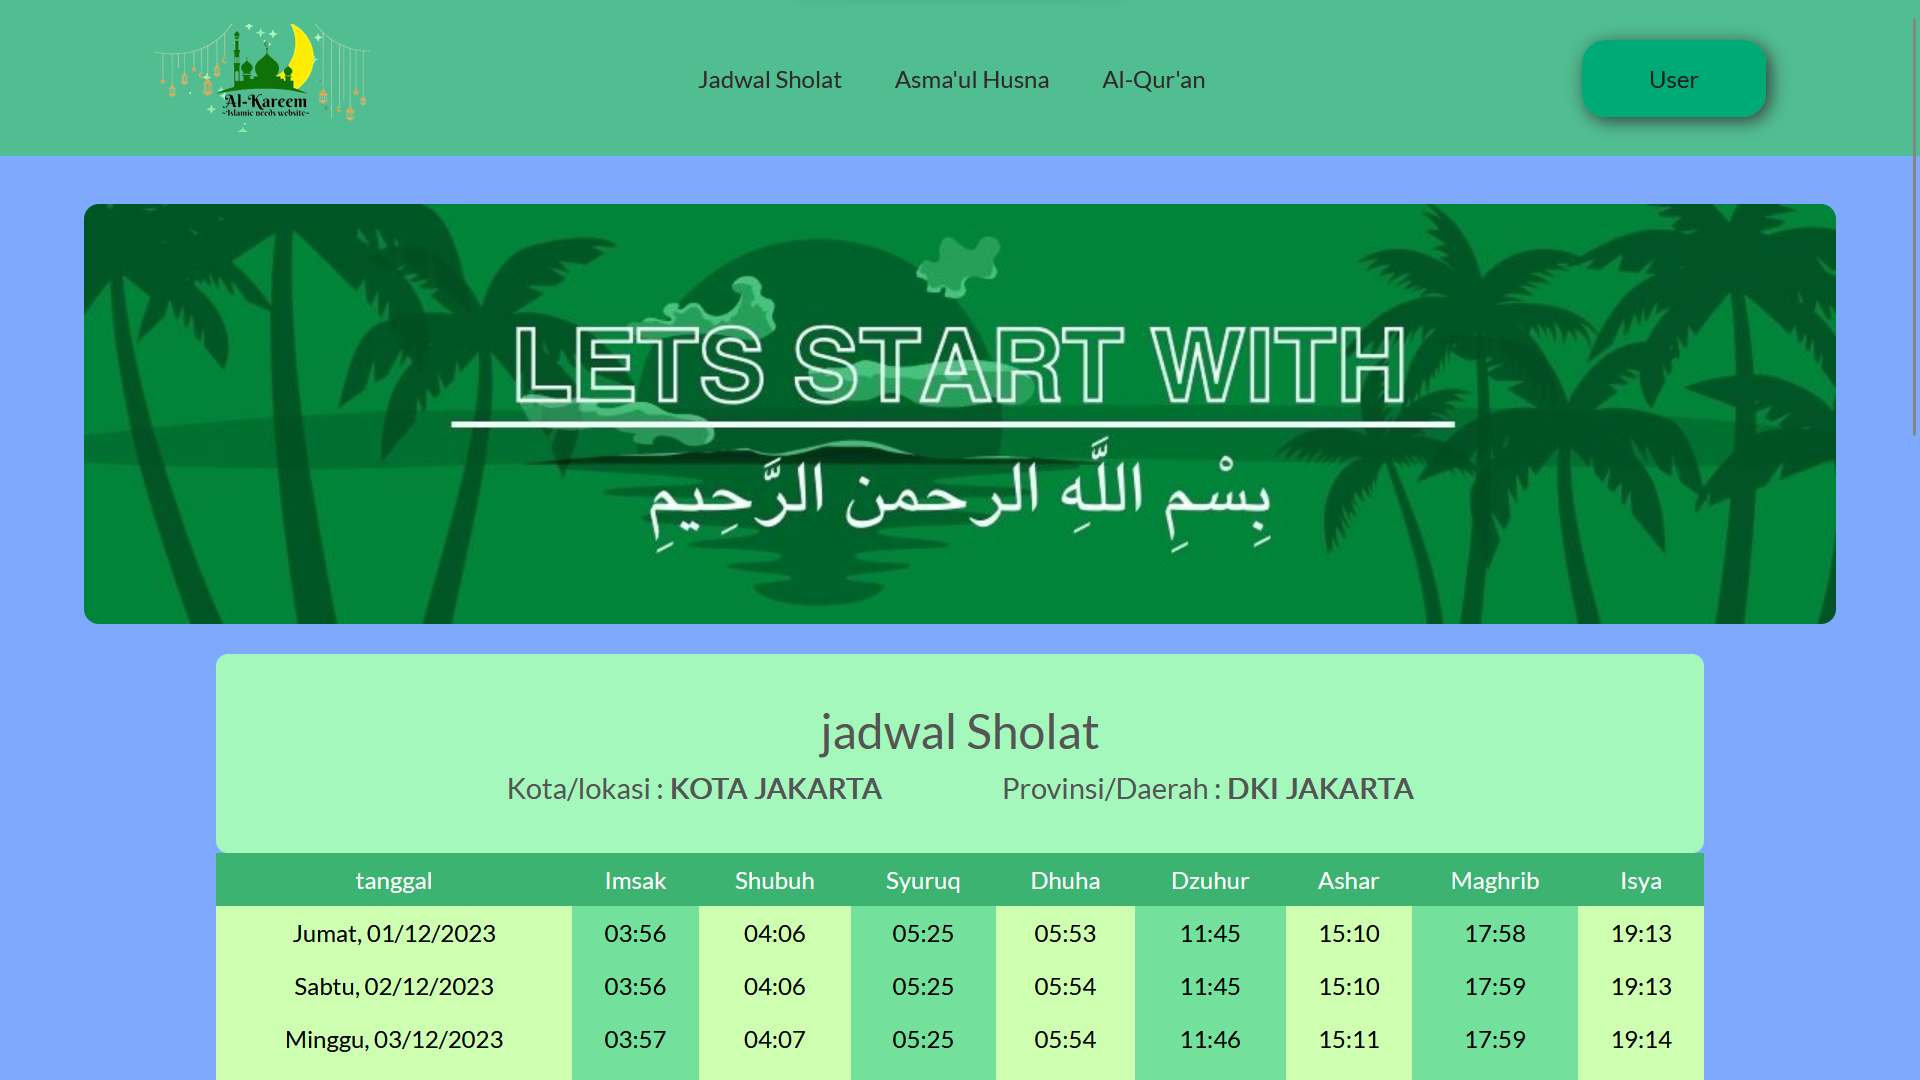 Al-Kareem
~Islamic needs website~
Jadwal Sholat Asma'ul Husna Al-Qur'an
User
LETS START WITH
بِسْمِ اللَّهِ الرحمن الرَّحِيمِ
jadwal Sholat
Kota/lokasi : KOTA JAKARTA Provinsi/Daerah : DKI JAKARTA
tanggal Imsak Shubuh Syuruq Dhuha Dzuhur Ashar Maghrib Isya
Jumat, 01/12/2023 03:56 04:06 05:25 05:53 11:45 15:10 17:58 19:13
Sabtu, 02/12/2023 03:56 04:06 05:25 05:54 11:45 15:10 17:59 19:13
Minggu, 03/12/2023 03:57 04:07 05:25 05:54 11:46 15:11 17:59 19:14